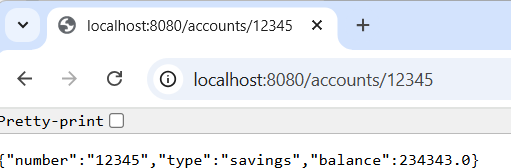 localhost:8080/accounts/12345
localhost:8080/accounts/12345
Pretty-print
{"number":"12345","type":"savings","balance":234343.0}